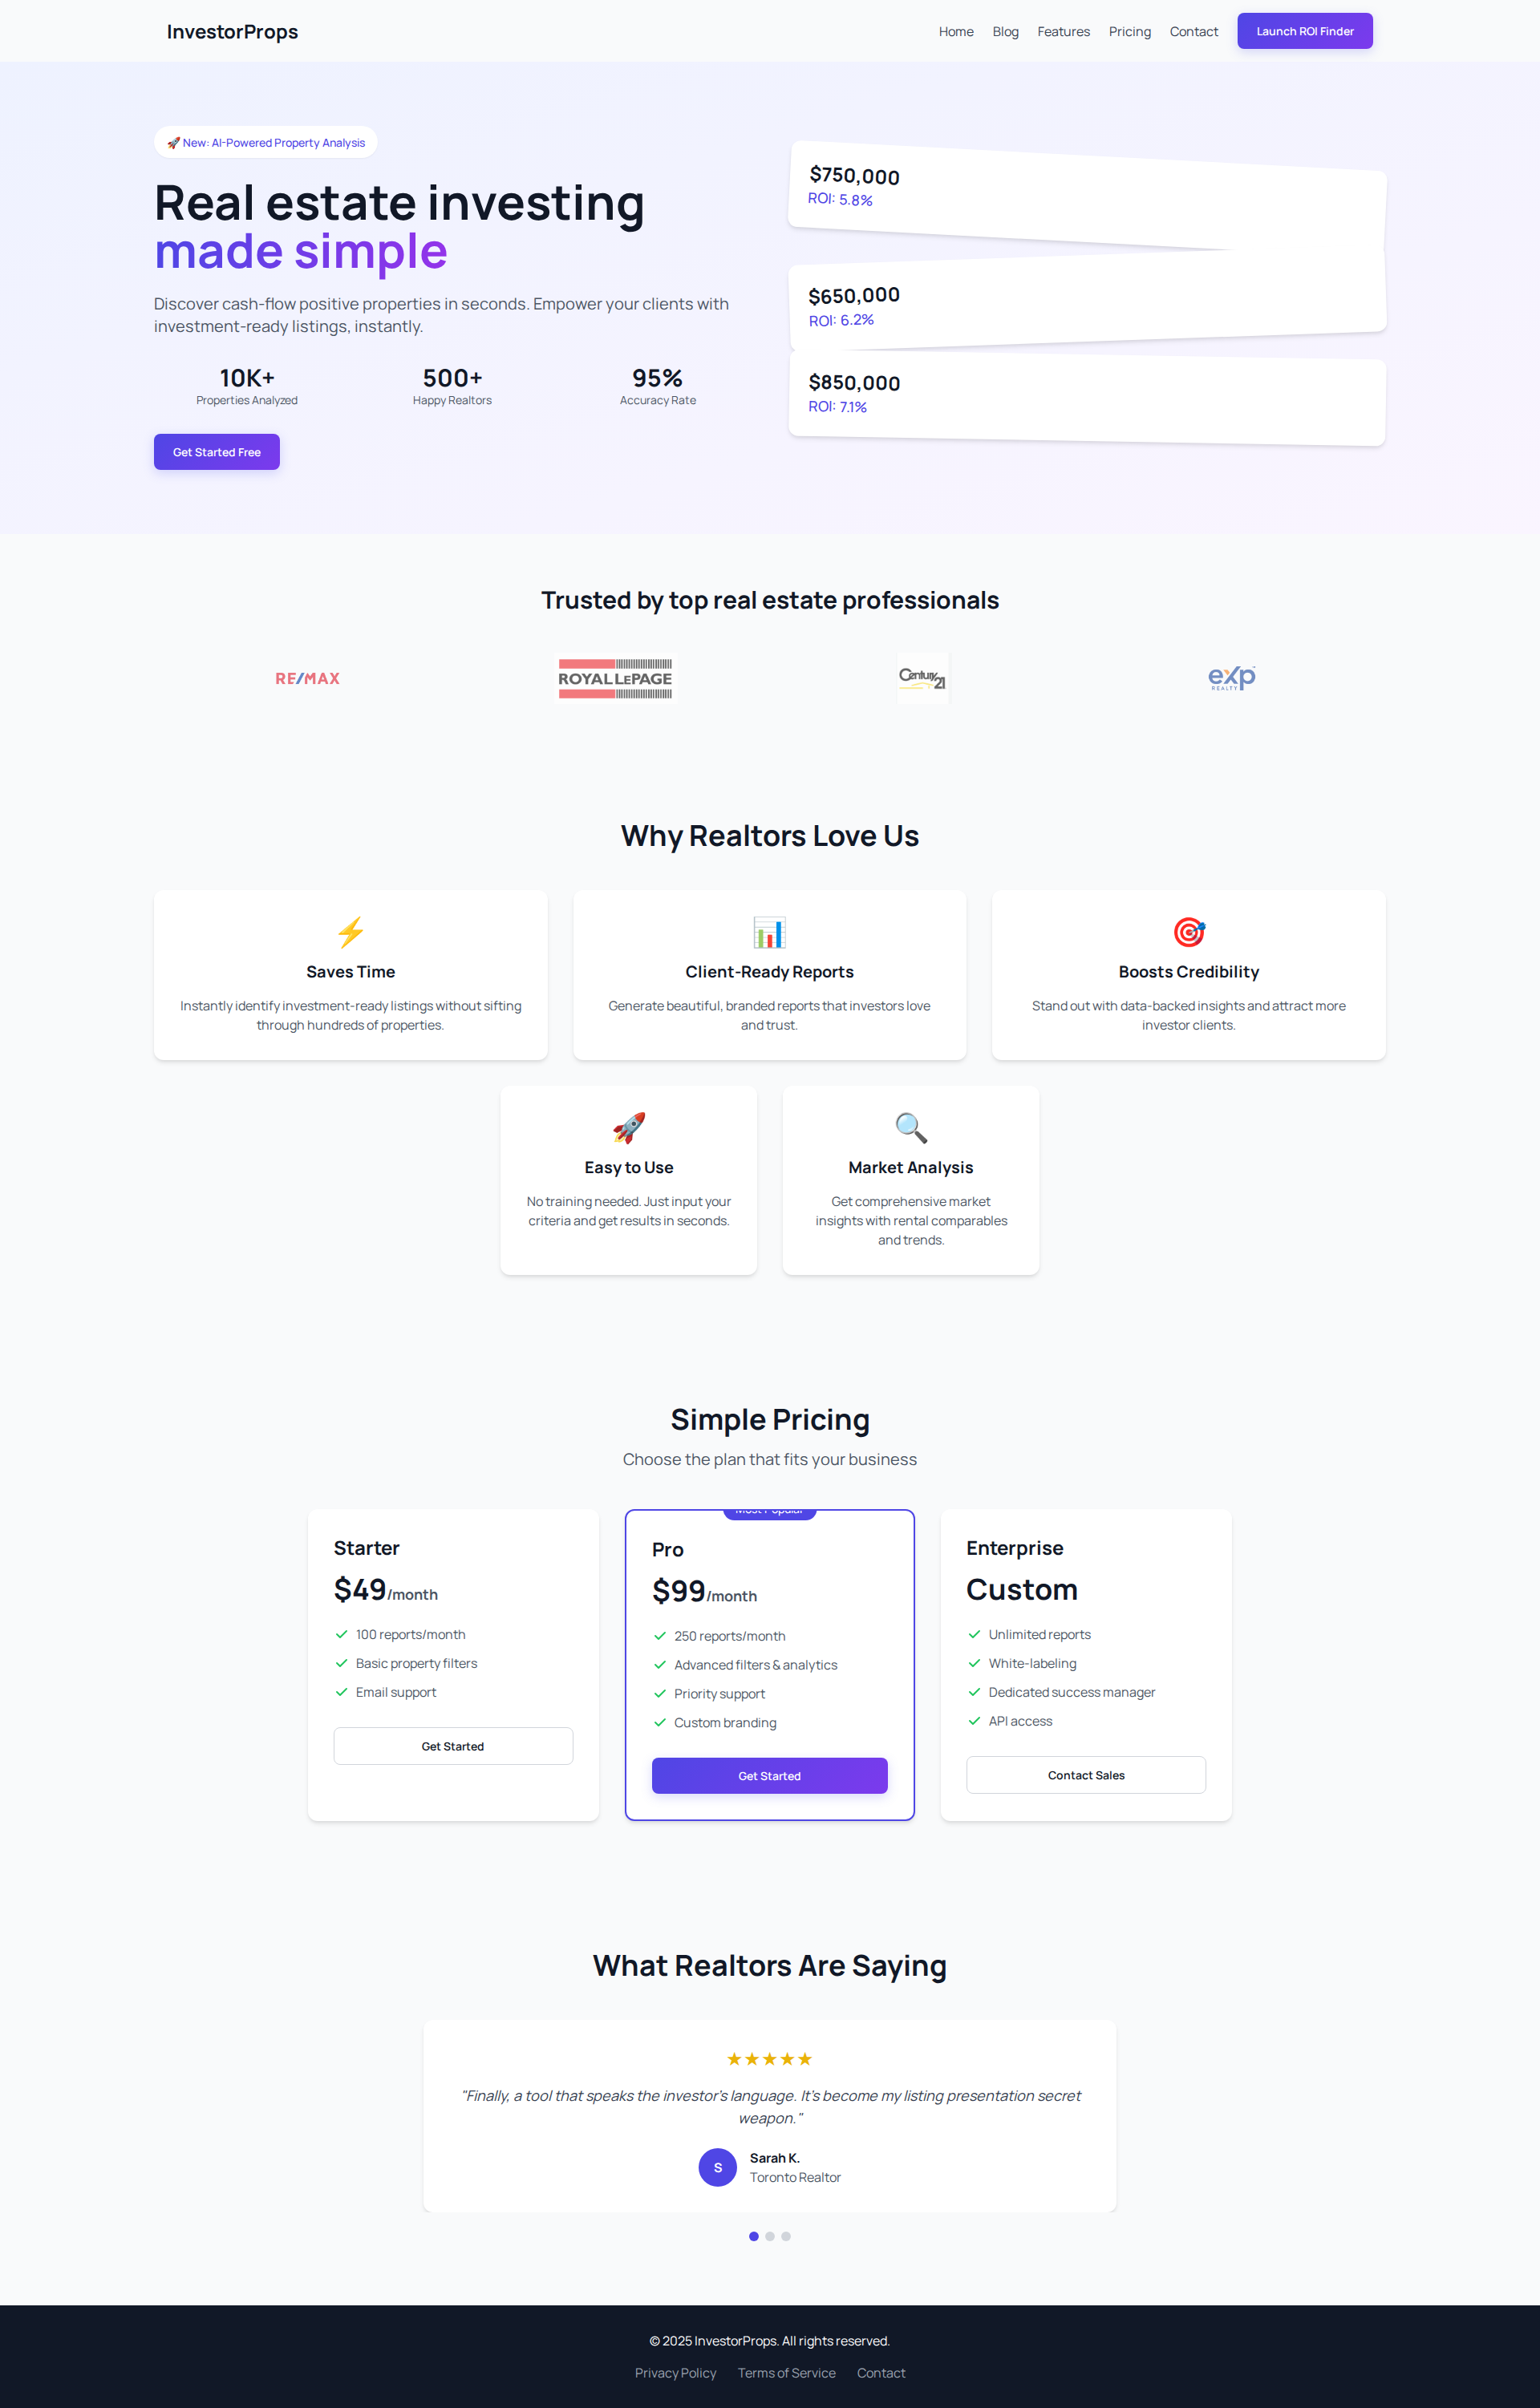 InvestorProps
Home Blog Features Pricing Contact Launch ROI Finder
🚀 New: AI-Powered Property Analysis
Real estate investing
made simple
Discover cash-flow positive properties in seconds. Empower your clients with
investment-ready listings, instantly.
10K+ 500+ 95%
Properties Analyzed Happy Realtors Accuracy Rate
Get Started Free
$750,000
ROI: 5.8%
$650,000
ROI: 6.2%
$850,000
ROI: 7.1%
Trusted by top real estate professionals
RE/MAX
ROYAL LEPAGE
Century 21
eXp
REALTY
Why Realtors Love Us
Saves Time
Instantly identify investment-ready listings without sifting
through hundreds of properties.
Client-Ready Reports
Generate beautiful, branded reports that investors love
and trust.
Boosts Credibility
Stand out with data-backed insights and attract more
investor clients.
Easy to Use
No training needed. Just input your
criteria and get results in seconds.
Market Analysis
Get comprehensive market
insights with rental comparables
and trends.
Simple Pricing
Choose the plan that fits your business
Starter
$49/month
100 reports/month
Basic property filters
Email support
Get Started
Most Popular
Pro
$99/month
250 reports/month
Advanced filters & analytics
Priority support
Custom branding
Get Started
Enterprise
Custom
Unlimited reports
White-labeling
Dedicated success manager
API access
Contact Sales
What Realtors Are Saying
★★★★★
"Finally, a tool that speaks the investor's language. It's become my listing presentation secret
weapon."
S
Sarah K.
Toronto Realtor
© 2025 InvestorProps. All rights reserved.
Privacy Policy Terms of Service Contact